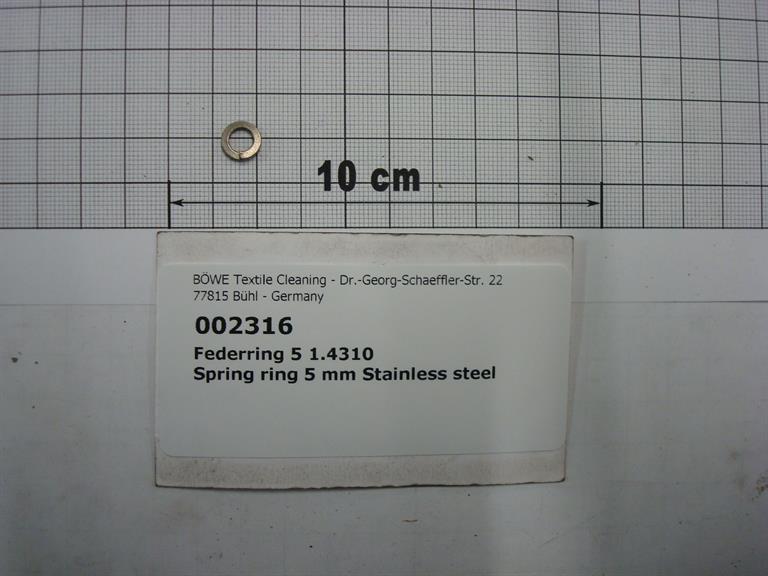 10 cm
BÖWE Textile Cleaning - Dr.-Georg-Schaeffler-Str. 22
77815 Bühl - Germany
002316
Federring 5 1.4310
Spring ring 5 mm Stainless steel